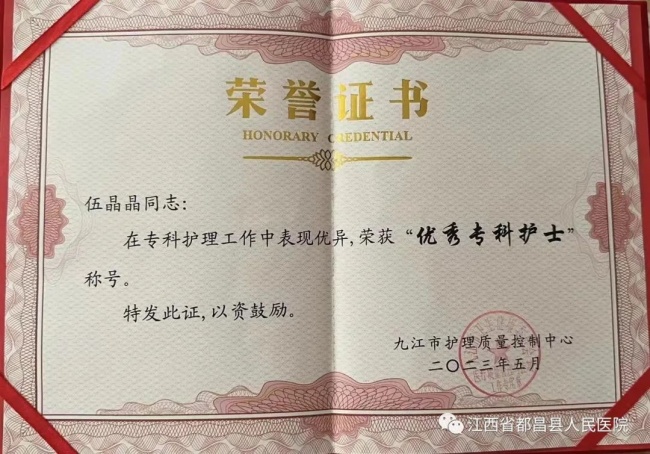 荣誉证书
HONORARY CREDENTIAL
伍晶晶同志：
在专科护理工作中表现优异,荣获“优秀专科护士”
称号。
特发此证,以资鼓励。
九江市护理质量控制中心
二〇二三年五月
江西省都昌县人民医院